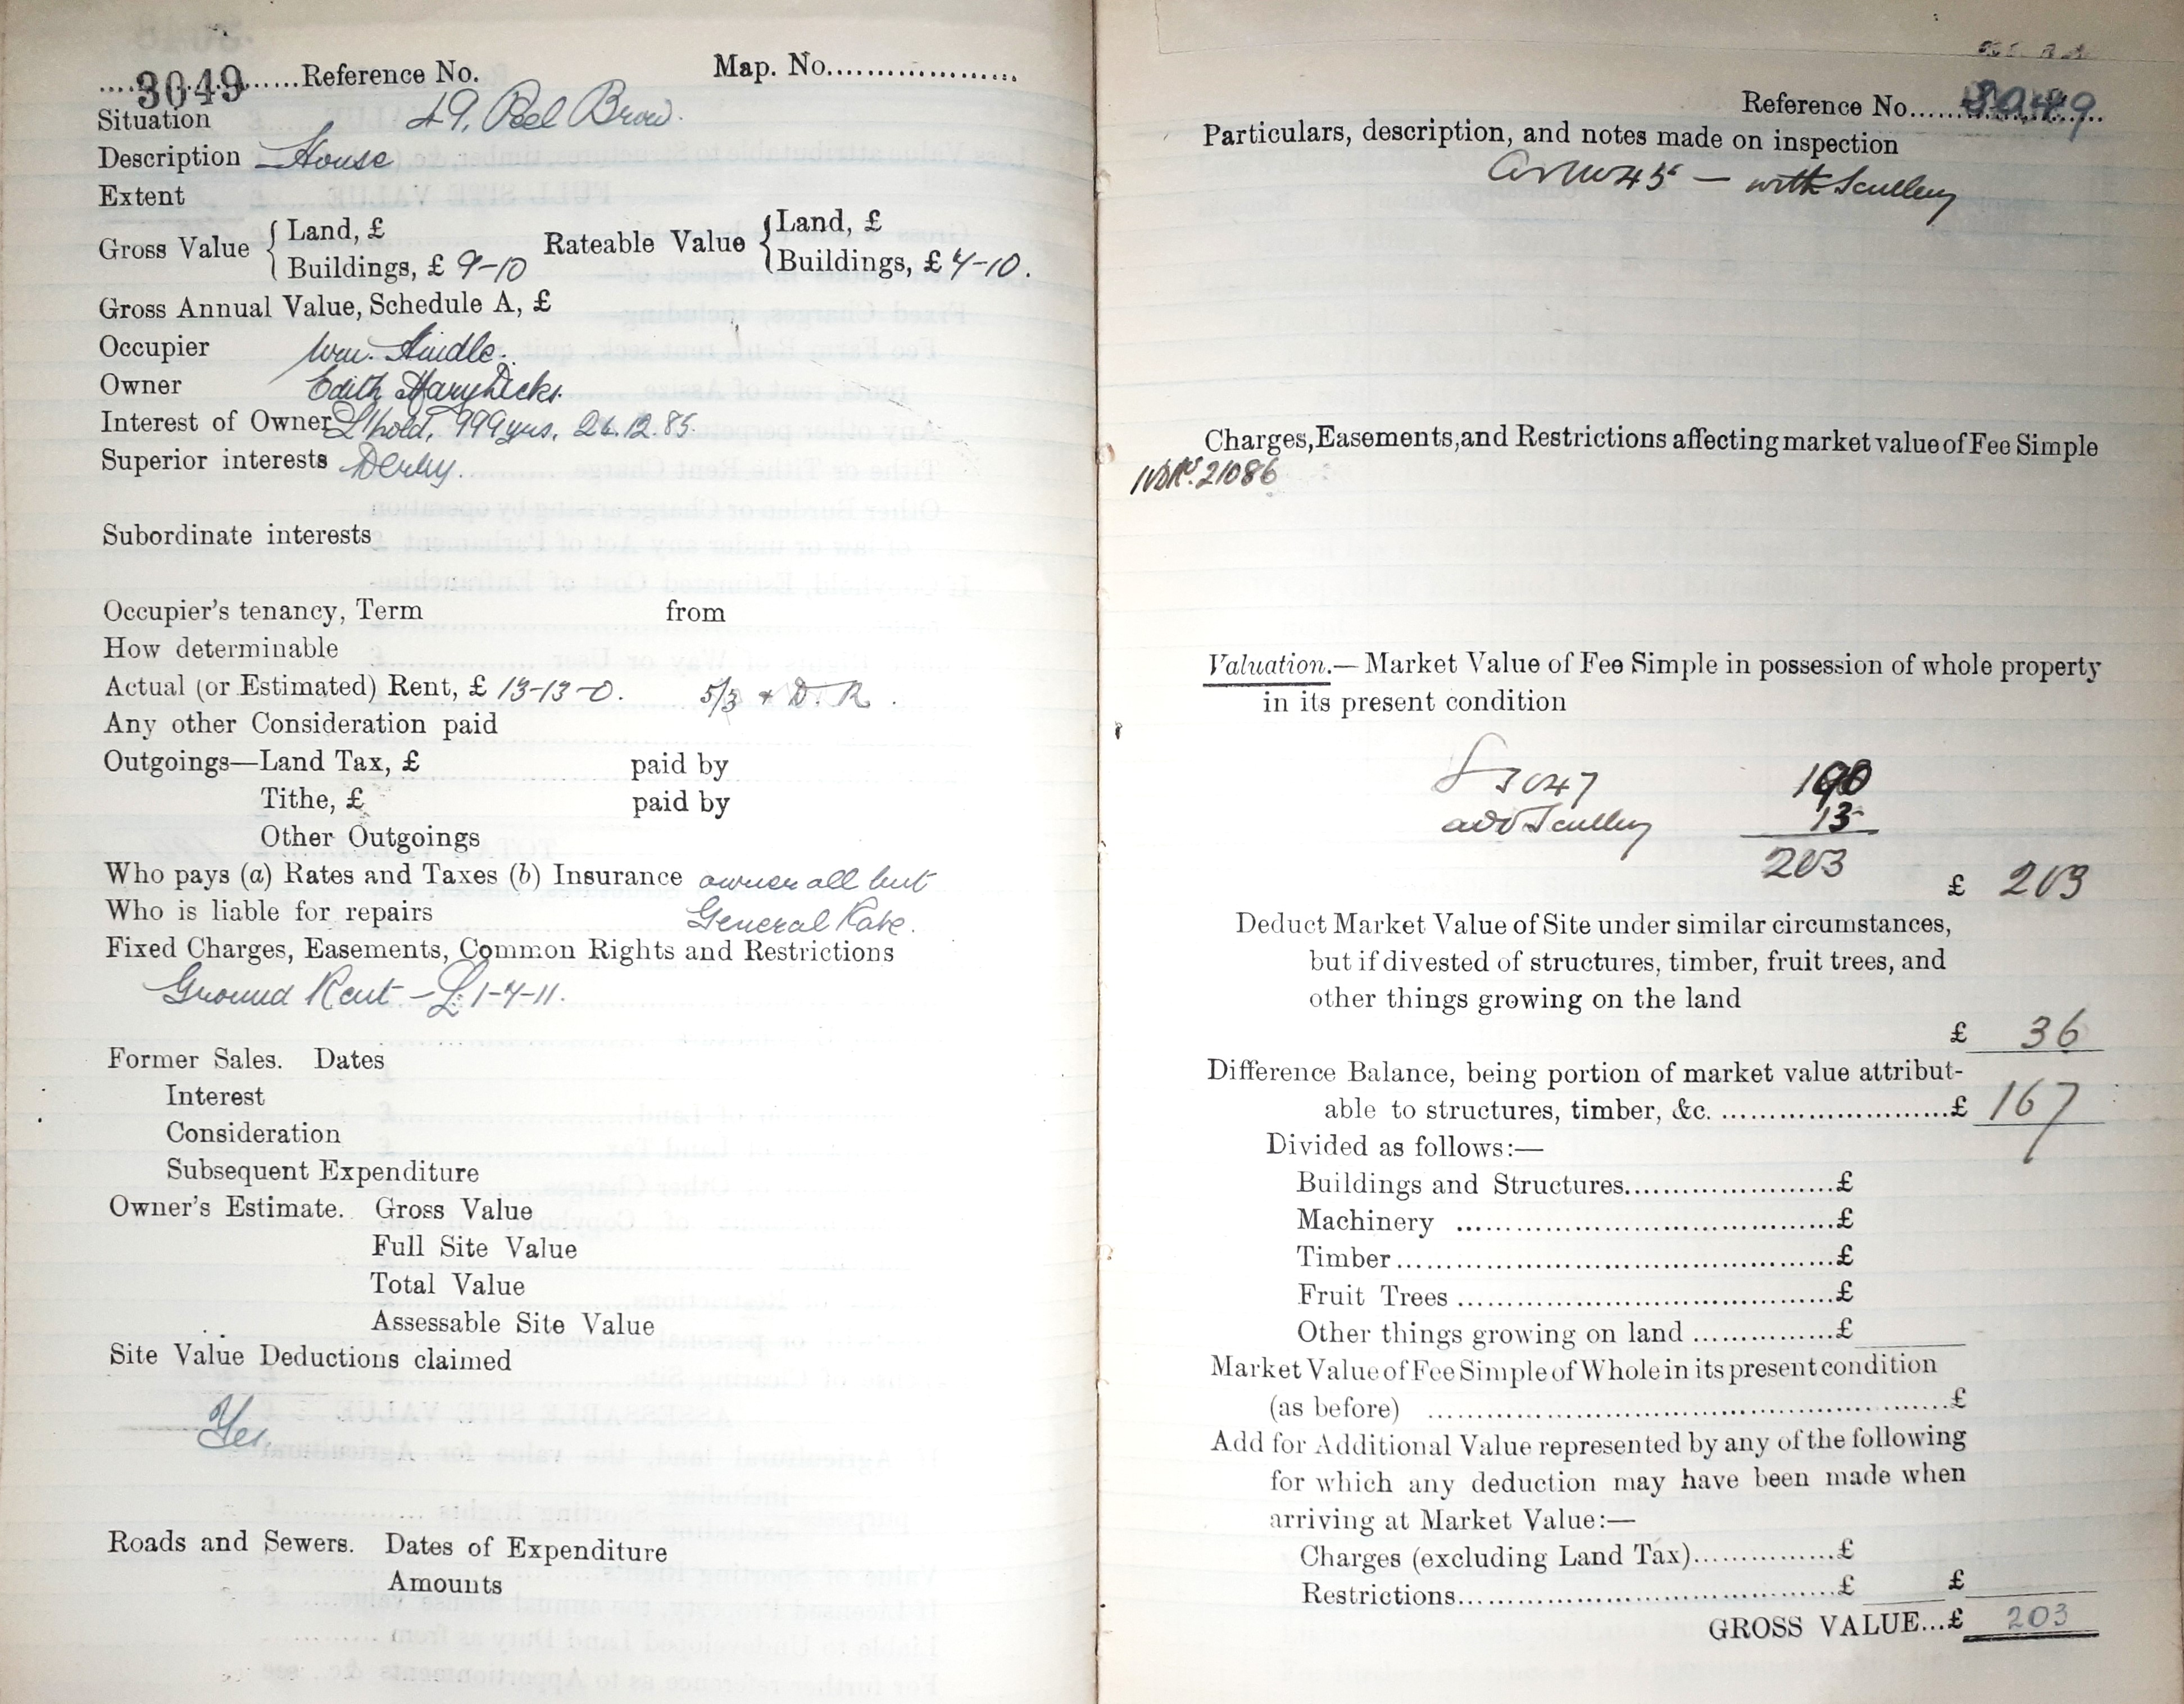 3049 Reference No. Map. No.
Situation 49, Peel Brow.
Description House
Extent
Gross Value { Land, £ Rateable Value { Land, £
Buildings, £ 9-10 Buildings, £ 7-10.
Gross Annual Value, Schedule A, £
Occupier Wm. Hindle.
Owner Edith Mary Dicks.
Interest of Owner L'hold, 999 yrs, 26.12.85.
Superior interests Derby.
Subordinate interests
Occupier's tenancy, Term from
How determinable
Actual (or Estimated) Rent, £ 13-13-0. 5/3 & D. R.
Any other Consideration paid
Outgoings—Land Tax, £ paid by
Tithe, £ paid by
Other Outgoings
Who pays (a) Rates and Taxes (b) Insurance owner all but
Who is liable for repairs General Rate.
Fixed Charges, Easements, Common Rights and Restrictions
Ground Rent - £1-7-11.
Former Sales. Dates
Interest
Consideration
Subsequent Expenditure
Owner's Estimate. Gross Value
Full Site Value
Total Value
Assessable Site Value
Site Value Deductions claimed
Yes.
Roads and Sewers. Dates of Expenditure
Amounts
Reference No. 3049
Particulars, description, and notes made on inspection
as No 45 — with Scullery
Charges, Easements, and Restrictions affecting market value of Fee Simple
21086
Valuation.— Market Value of Fee Simple in possession of whole property
in its present condition
3047 190
add Scullery 13
203
£ 203
Deduct Market Value of Site under similar circumstances,
but if divested of structures, timber, fruit trees, and
other things growing on the land
£ 36
Difference Balance, being portion of market value attribut-
able to structures, timber, &c. £ 167
Divided as follows:—
Buildings and Structures £
Machinery £
Timber £
Fruit Trees £
Other things growing on land £
Market Value of Fee Simple of Whole in its present condition
(as before) £
Add for Additional Value represented by any of the following
for which any deduction may have been made when
arriving at Market Value:—
Charges (excluding Land Tax) £
Restrictions £ £
GROSS VALUE...£ 203